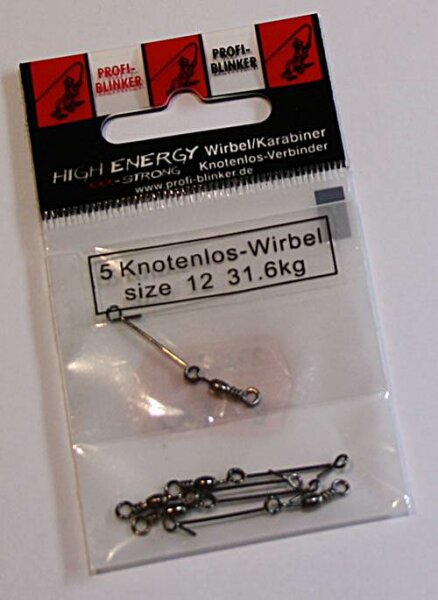 PROFI-
BLINKER
PROFI-
BLINKER
HIGH ENERGY Wirbel/Karabiner
XXX-STRONG Knotenlos-Verbinder
www.profi-blinker.de
5 Knotenlos-Wirbel
size 12 31.6kg